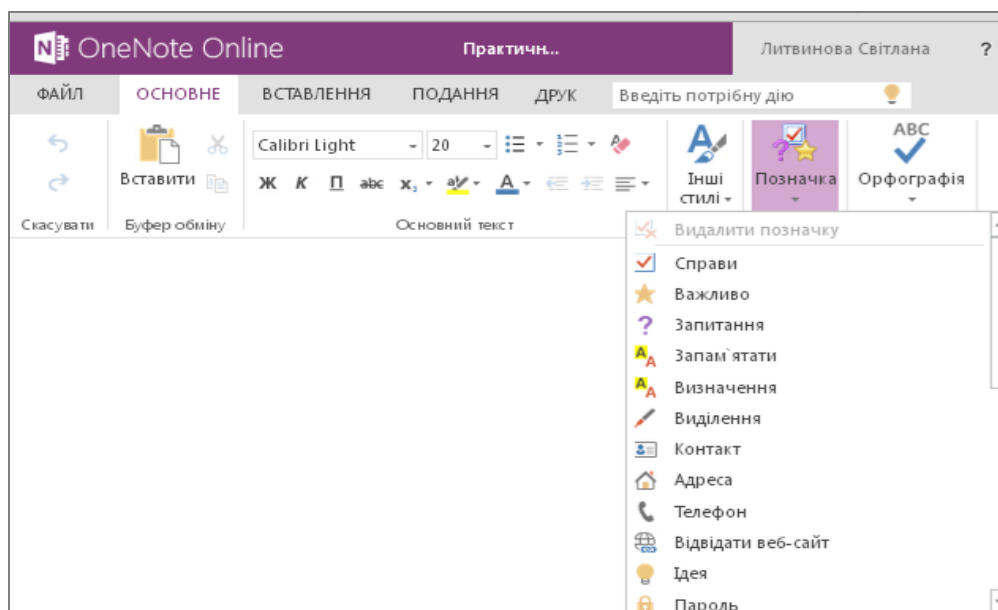 OneNote Online Практичн... Литвинова Світлана ?
ФАЙЛ ОСНОВНЕ ВСТАВЛЕННЯ ПОДАННЯ ДРУК Введіть потрібну дію
Calibri Light 20 ABC
Вставити Інші стилі Позначка Орфографія
Ж К П abc x, ab A
Скасувати Буфер обміну Основний текст
Видалити позначку
Справи
Важливо
? Запитання
Запам`ятати
Визначення
Виділення
Контакт
Адреса
Телефон
Відвідати веб-сайт
Ідея
Пароль